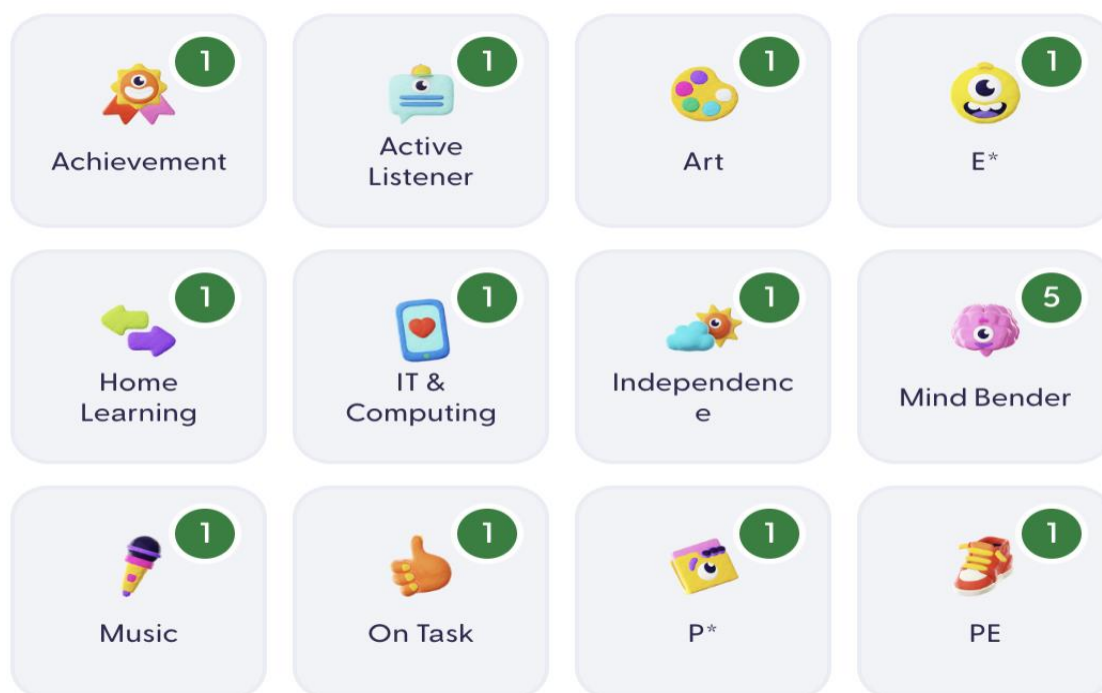 1
Achievement
1
Active
Listener
1
Art
1
E*
1
Home
Learning
1
IT &
Computing
1
Independenc
e
5
Mind Bender
1
Music
1
On Task
1
P*
1
PE